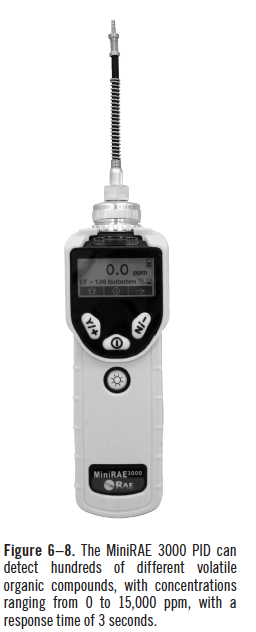 0.0 ppm
CF = 1.00 Isobuten
Y/+
N/-
MiniRAE 3000
RAE
Figure 6–8. The MiniRAE 3000 PID can
detect hundreds of different volatile
organic compounds, with concentrations
ranging from 0 to 15,000 ppm, with a
response time of 3 seconds.